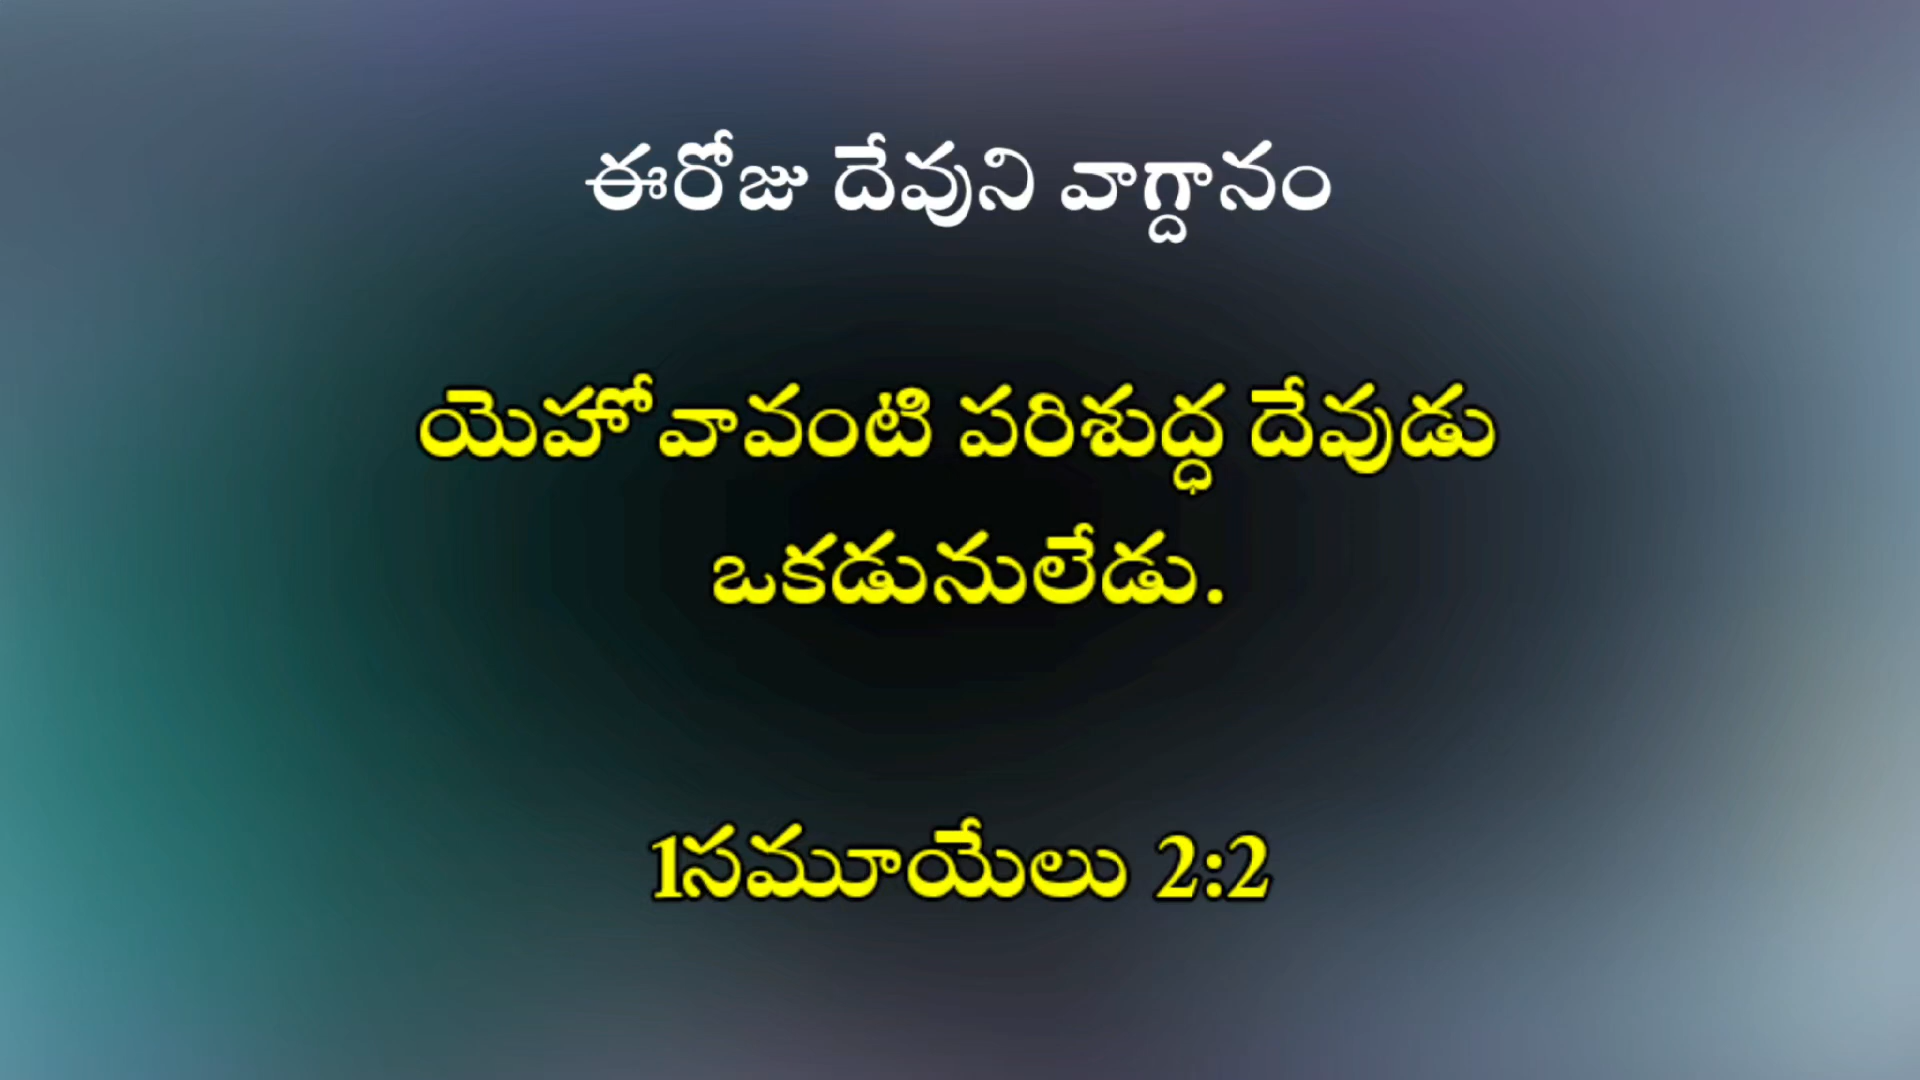 ఈరోజు దేవుని వాగ్దానం
యెహోవావంటి పరిశుద్ధ దేవుడు
ఒకడునులేడు.
1సమూయేలు 2:2